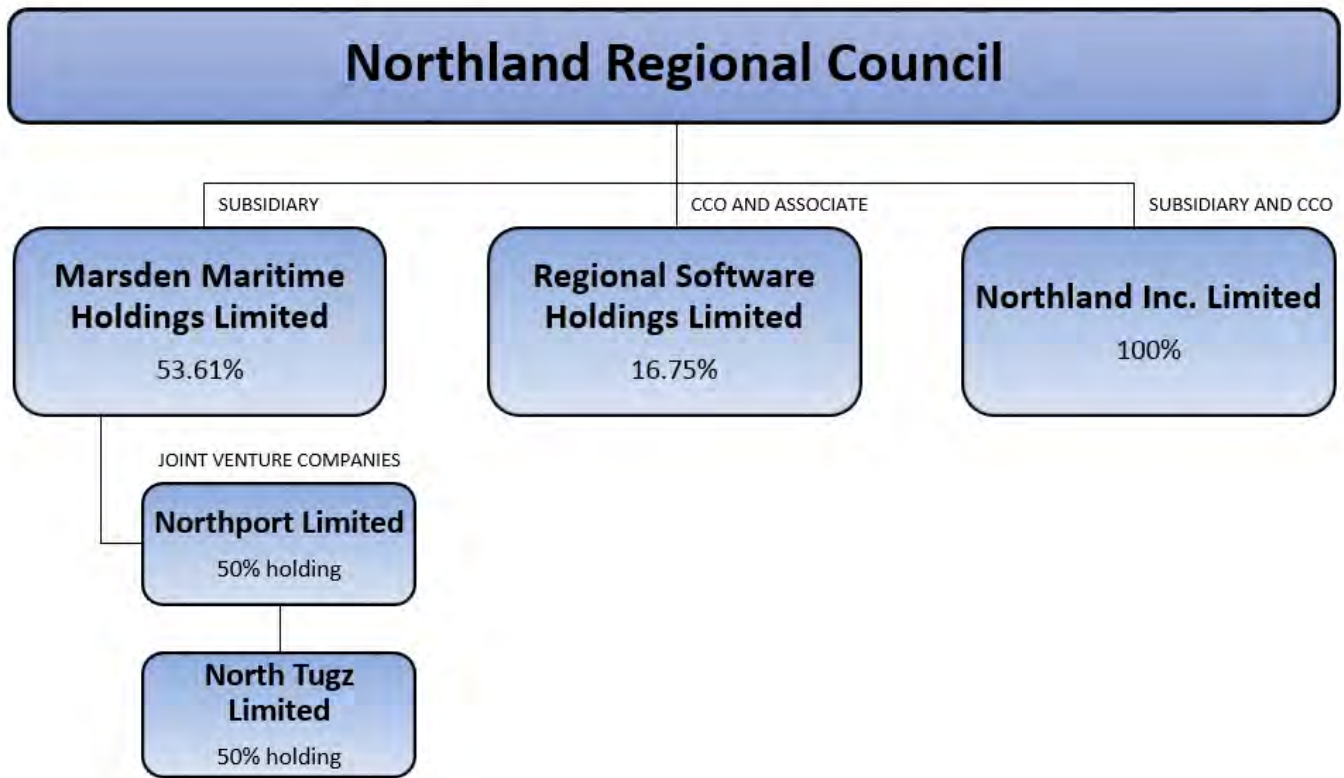 Northland Regional Council
SUBSIDIARY
CCO AND ASSOCIATE
SUBSIDIARY AND CCO
Marsden Maritime
Holdings Limited
53.61%
Regional Software
Holdings Limited
16.75%
Northland Inc. Limited
100%
JOINT VENTURE COMPANIES
Northport Limited
50% holding
North Tugz
Limited
50% holding